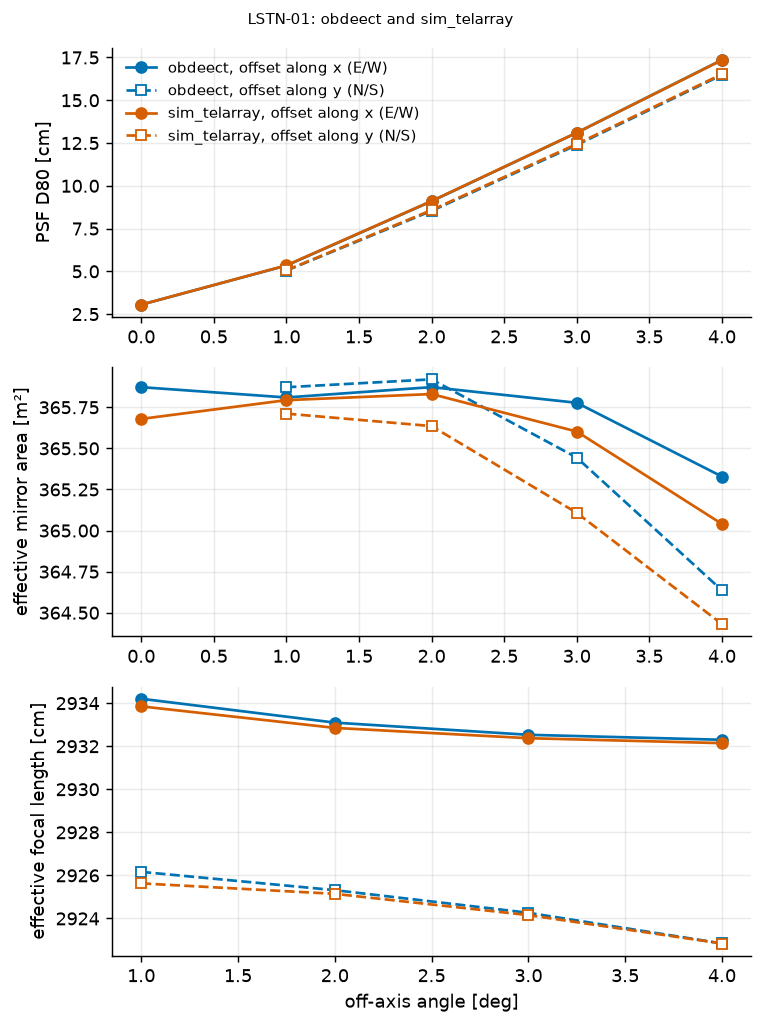 LSTN-01: obdeect and sim_telarray
17.5
15.0
12.5
10.0
7.5
5.0
2.5
PSF D80 [cm]
obdeect, offset along x (E/W)
obdeect, offset along y (N/S)
sim_telarray, offset along x (E/W)
sim_telarray, offset along y (N/S)
0.0 0.5 1.0 1.5 2.0 2.5 3.0 3.5 4.0
365.75
365.50
365.25
365.00
364.75
364.50
effective mirror area [m²]
0.0 0.5 1.0 1.5 2.0 2.5 3.0 3.5 4.0
2934
2932
2930
2928
2926
2924
effective focal length [cm]
1.0 1.5 2.0 2.5 3.0 3.5 4.0
off-axis angle [deg]